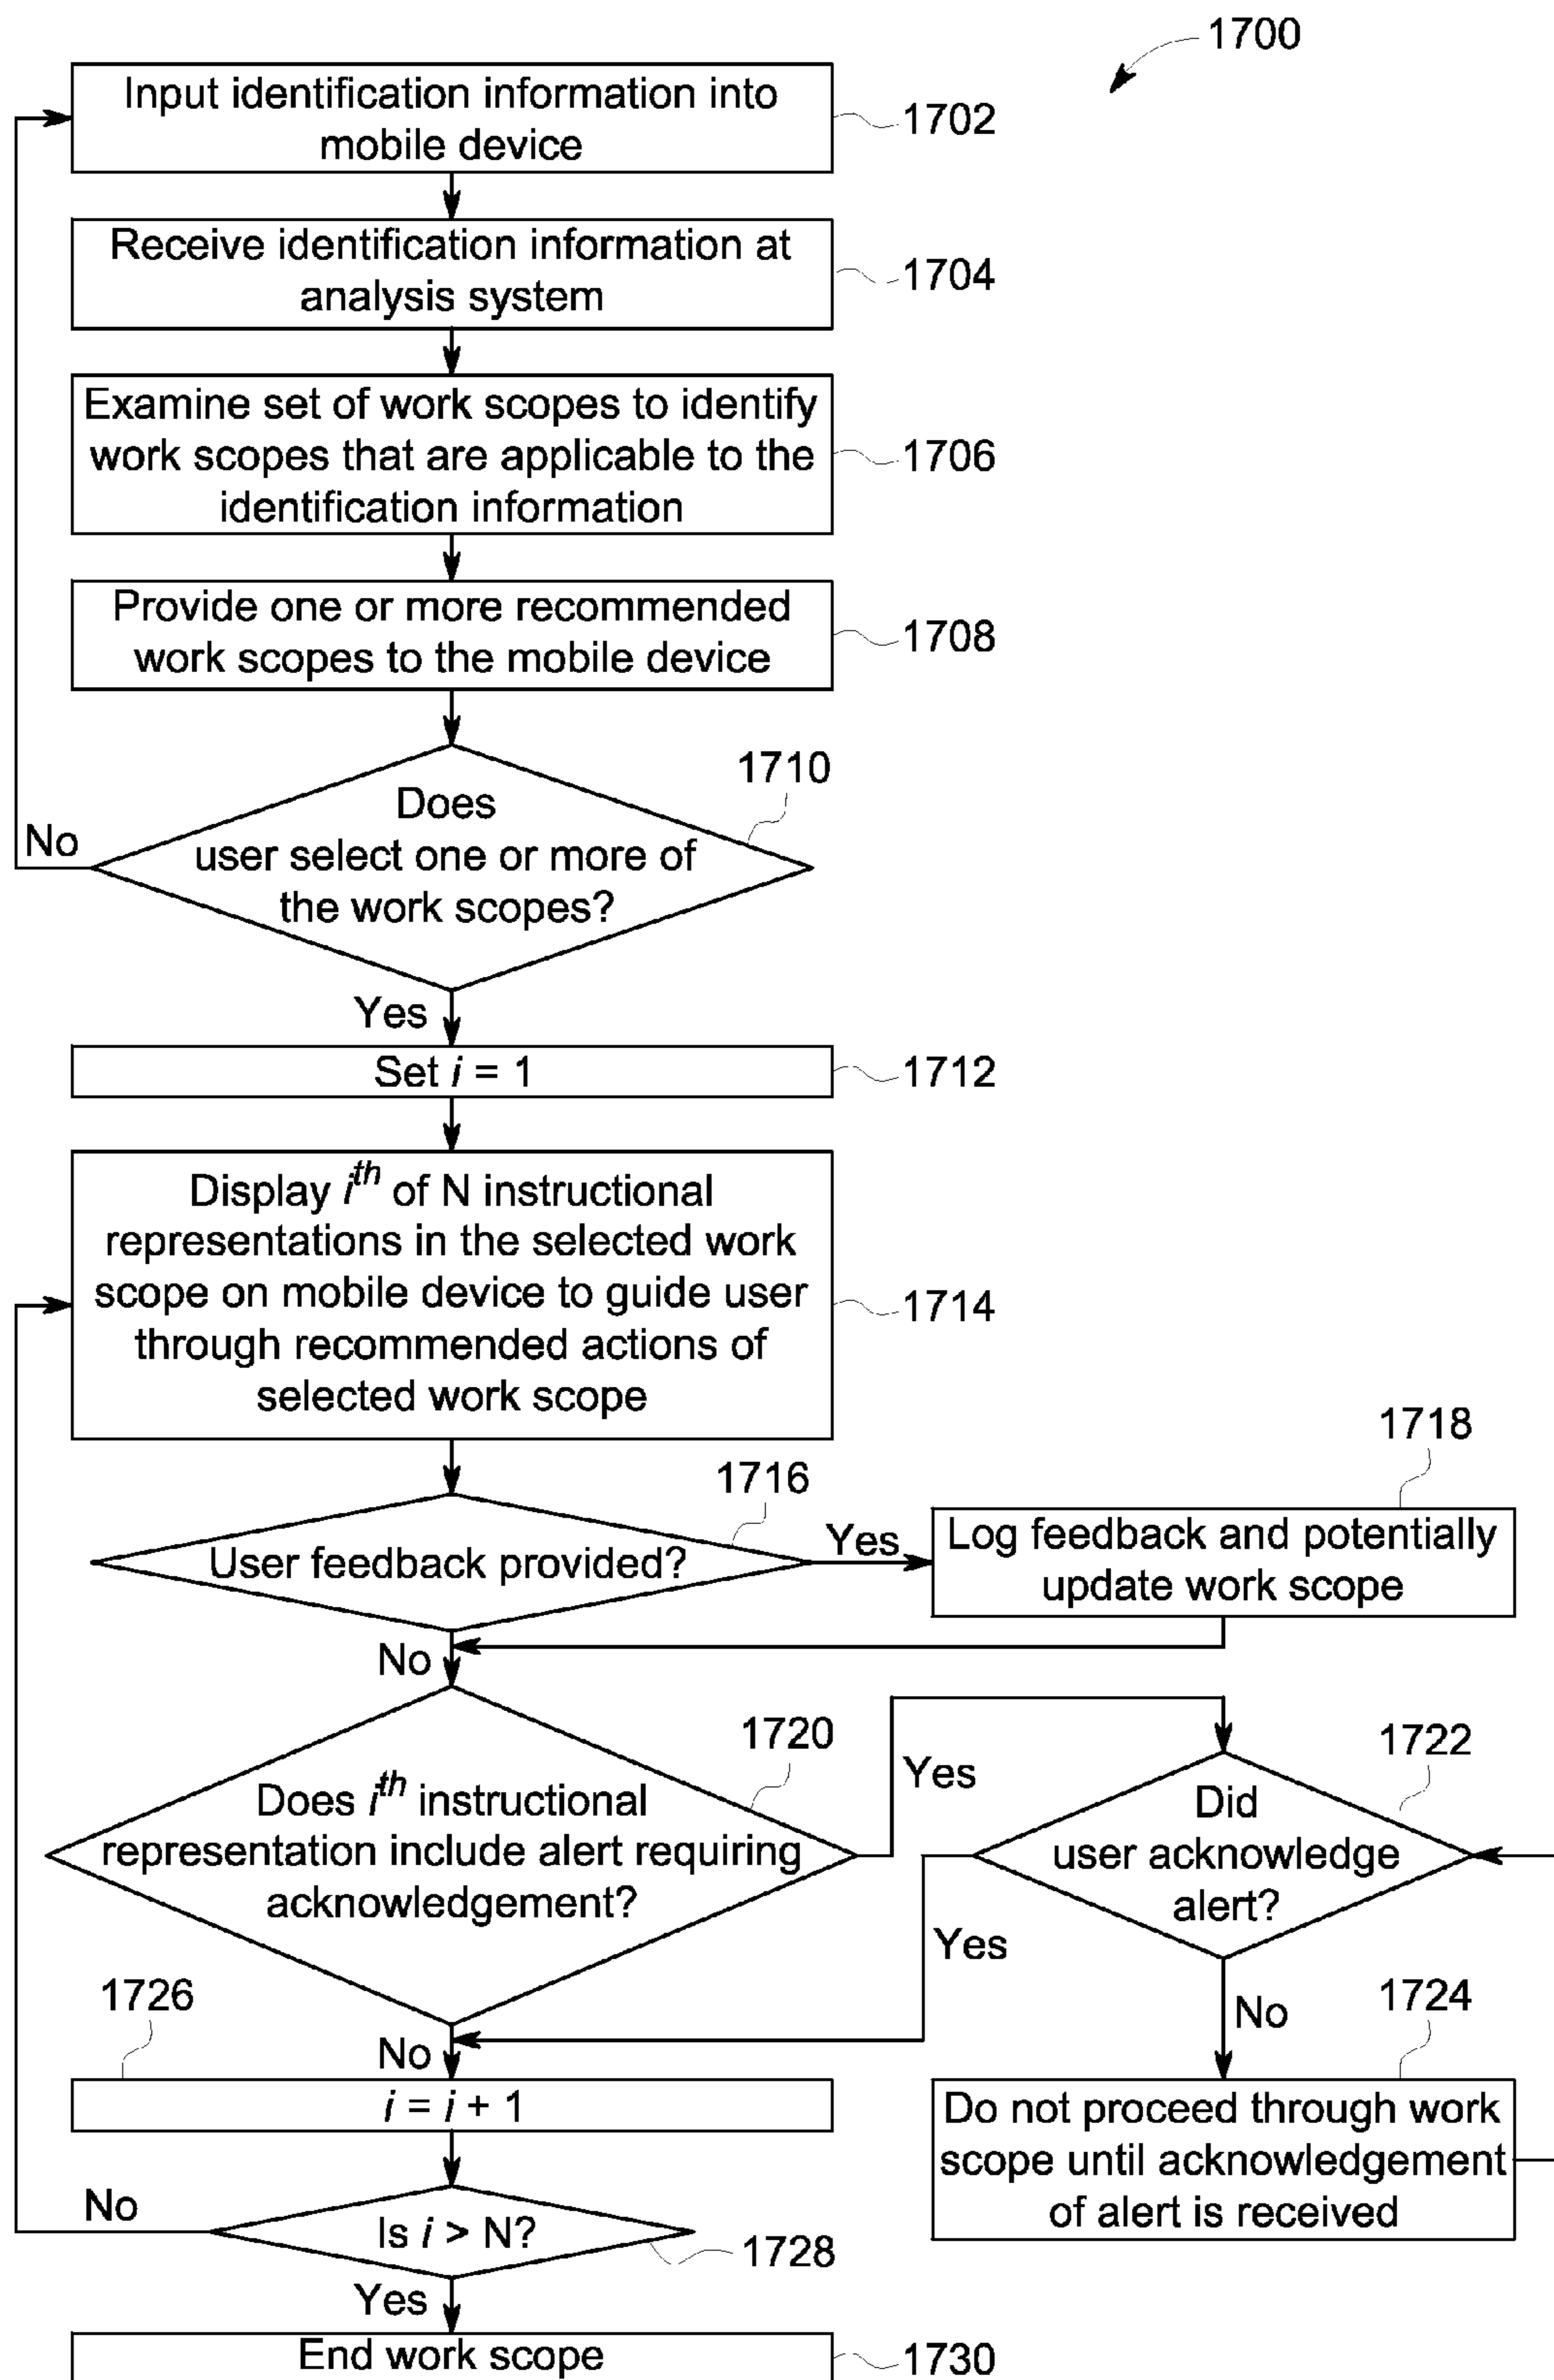 1700
Input identification information into
mobile device
1702
Receive identification information at
analysis system
1704
Examine set of work scopes to identify
work scopes that are applicable to the
identification information
1706
Provide one or more recommended
work scopes to the mobile device
1708
1710
Does
user select one or more of
the work scopes?
No
Yes
Set i = 1
1712
Display ith of N instructional
representations in the selected work
scope on mobile device to guide user
through recommended actions of
selected work scope
1714
1716
User feedback provided?
Yes
1718
Log feedback and potentially
update work scope
No
1720
Does ith instructional
representation include alert requiring
acknowledgement?
Yes
1722
Did
user acknowledge
alert?
Yes
No
1724
Do not proceed through work
scope until acknowledgement
of alert is received
1726
No
i = i + 1
No
Is i > N?
1728
Yes
End work scope
1730